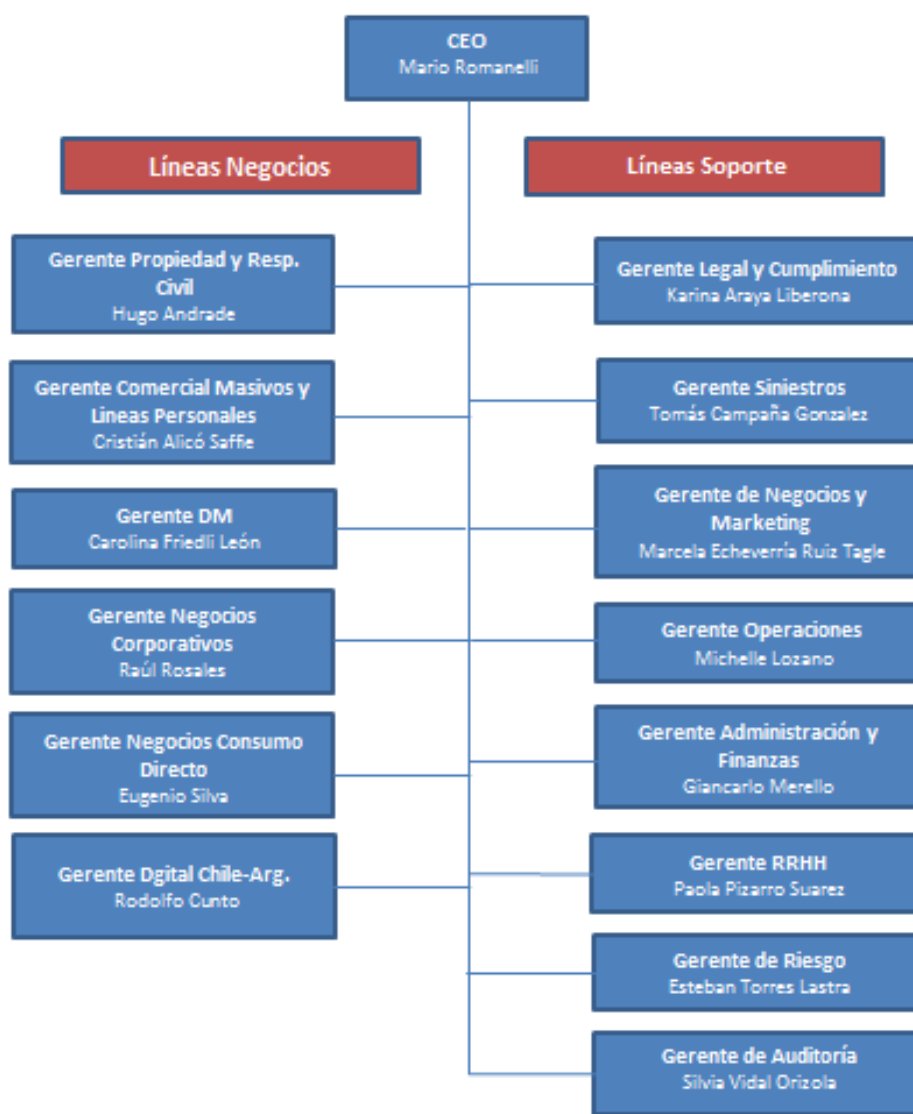 CEO
Mario Romanelli
Líneas Negocios
Gerente Propiedad y Resp.
Civil
Hugo Andrade
Gerente Comercial Masivos y
Lineas Personales
Cristián Alicó Saffie
Gerente DM
Carolina Friedli León
Gerente Negocios
Corporativos
Raúl Rosales
Gerente Negocios Consumo
Directo
Eugenio Silva
Gerente Dgital Chile-Arg.
Rodolfo Cunto
Líneas Soporte
Gerente Legal y Cumplimiento
Karina Araya Liberona
Gerente Siniestros
Tomás Campaña Gonzalez
Gerente de Negocios y
Marketing
Marcela Echeverría Ruiz Tagle
Gerente Operaciones
Michelle Lozano
Gerente Administración y
Finanzas
Giancarlo Merello
Gerente RRHH
Paola Pizarro Suarez
Gerente de Riesgo
Esteban Torres Lastra
Gerente de Auditoría
Silvia Vidal Orizola